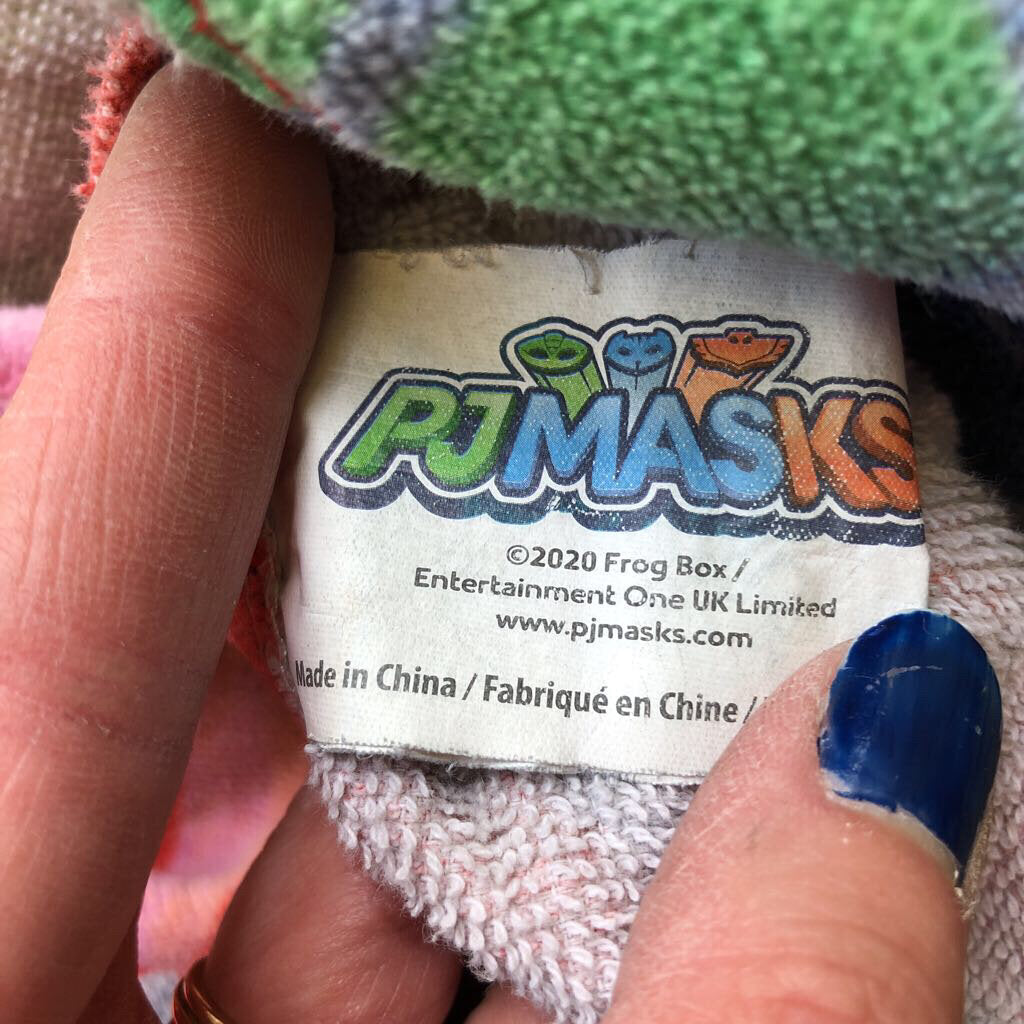 PJMASKS
©2020 Frog Box /
Entertainment One UK Limited
www.pjmasks.com
Made in China / Fabriqué en Chine /